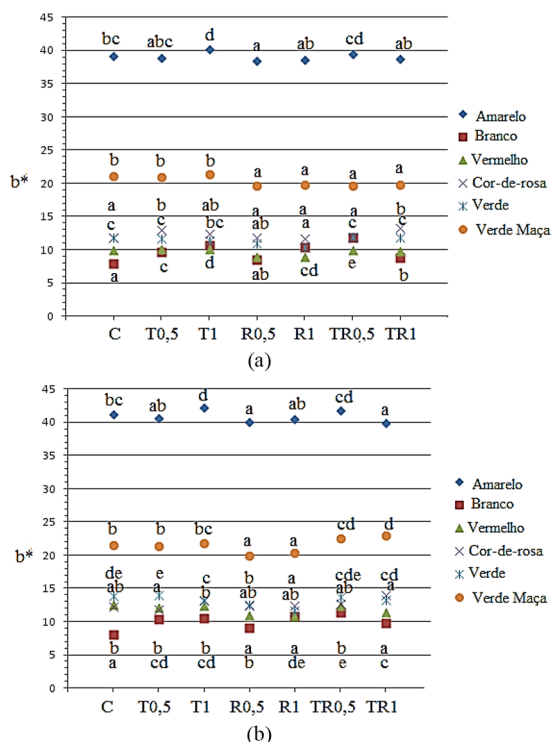 45
bc abc d a ab cd ab
40
35
30
25
b b b a a a a
20
b*
15
a b ab a a a b
c c bc ab a c c
10
5
a c d ab cd e b
0
C T0,5 T1 R0,5 R1 TR0,5 TR1
(a)
Amarelo
Branco
Vermelho
Cor-de-rosa
Verde
Verde Maça
45
bc ab d a ab cd a
40
35
30
25
b b bc a a cd d
20
b*
15
de e c b a cde cd
ab a b ab ab ab a
10
5
b b b a a b a
a cd cd b de e c
0
C T0,5 T1 R0,5 R1 TR0,5 TR1
(b)
Amarelo
Branco
Vermelho
Cor-de-rosa
Verde
Verde Maça